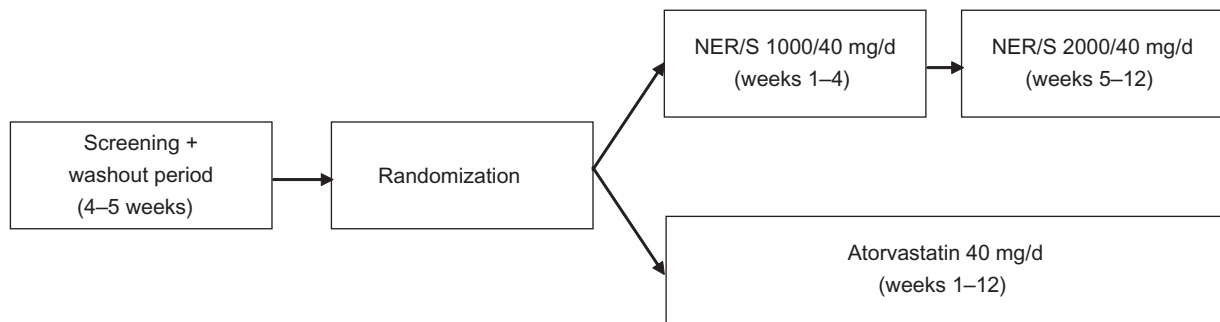 Screening +
washout period
(4–5 weeks)
Randomization
NER/S 1000/40 mg/d
(weeks 1–4)
NER/S 2000/40 mg/d
(weeks 5–12)
Atorvastatin 40 mg/d
(weeks 1–12)